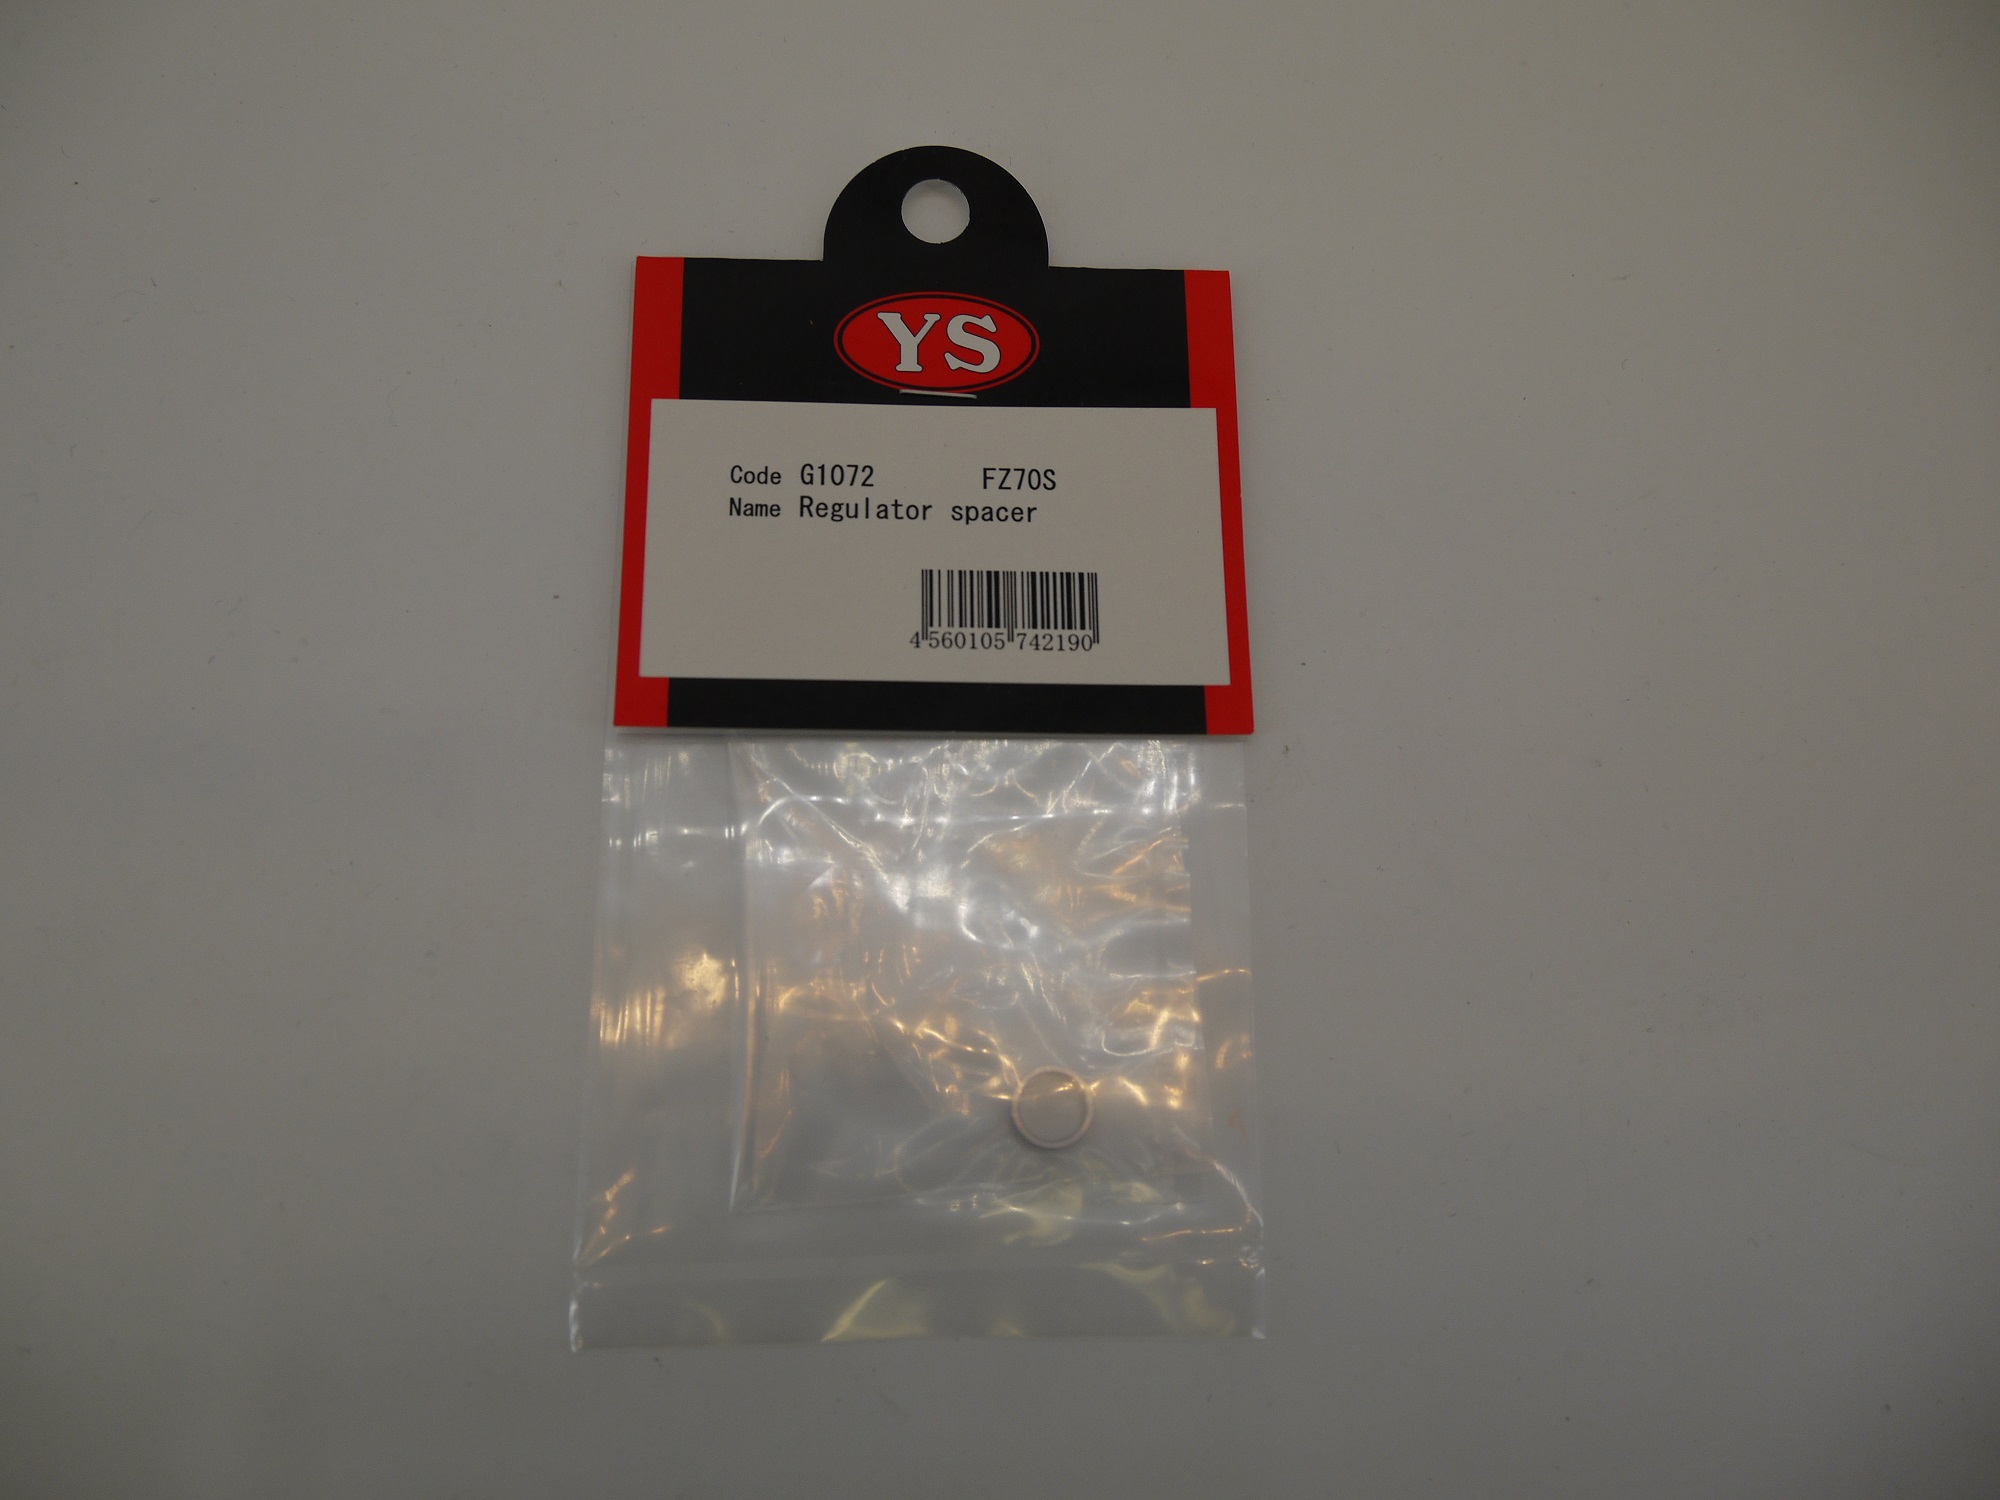 YS
Code G1072 FZ70S
Name Regulator spacer
4 560105 742190